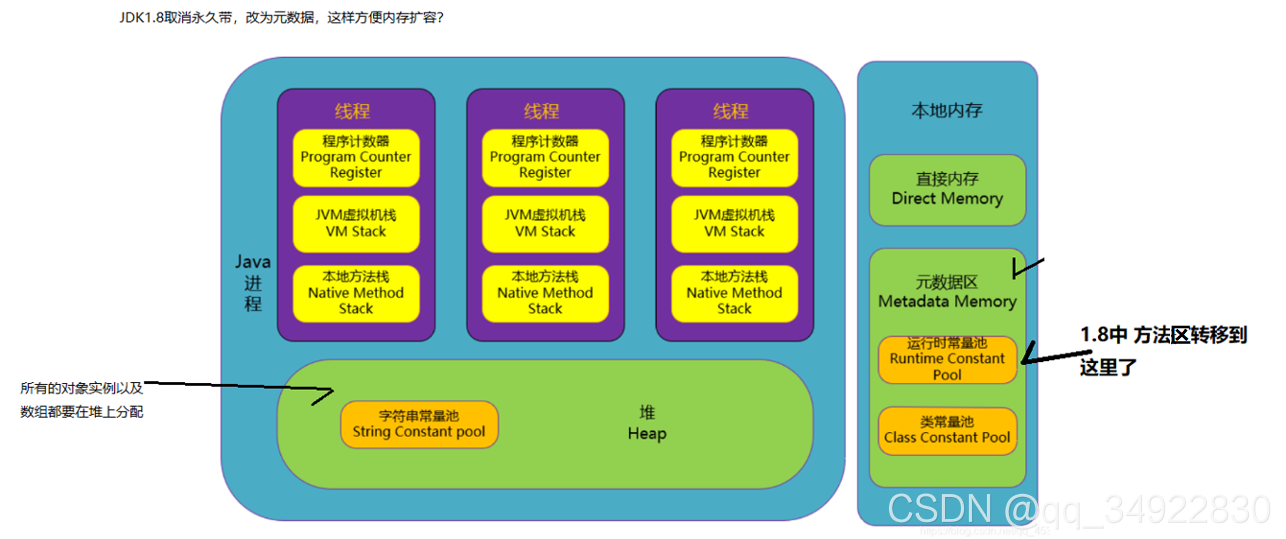 JDK1.8取消永久带，改为元数据，这样方便内存扩容?
线程
程序计数器
Program Counter
Register
JVM虚拟机栈
VM Stack
本地方法栈
Native Method
Stack
线程
程序计数器
Program Counter
Register
JVM虚拟机栈
VM Stack
本地方法栈
Native Method
Stack
线程
程序计数器
Program Counter
Register
JVM虚拟机栈
VM Stack
本地方法栈
Native Method
Stack
Java
进
程
所有的对象实例以及
数组都要在堆上分配
字符串常量池
String Constant pool
堆
Heap
本地内存
直接内存
Direct Memory
元数据区
Metadata Memory
运行时常量池
Runtime Constant
Pool
类常量池
Class Constant Pool
1.8中 方法区转移到
这里了
CSDN @qq_34922830